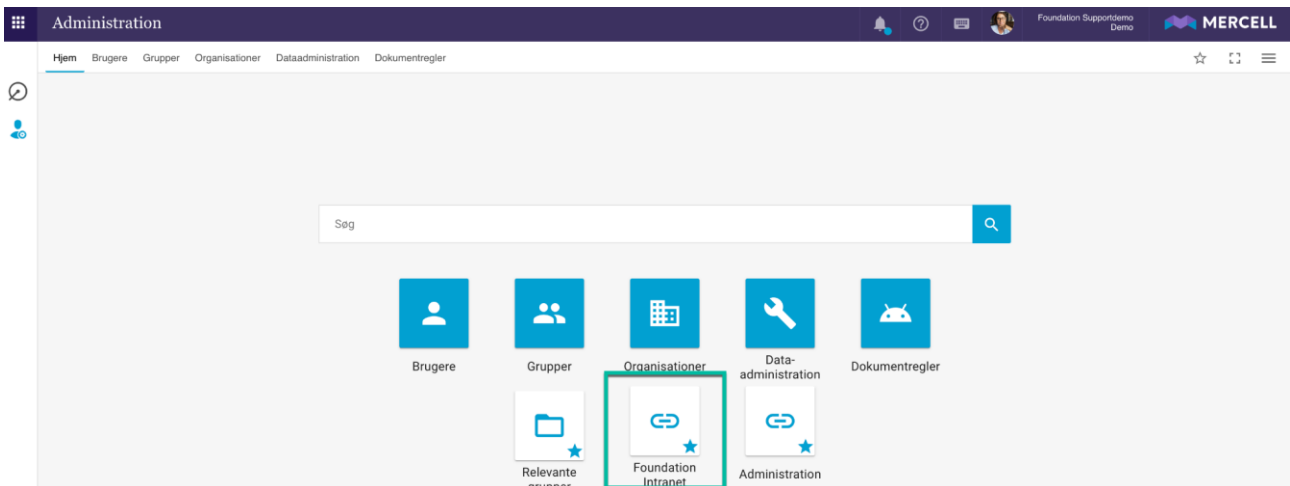 Administration
Foundation Supportdemo
Demo
MERCELL
Hjem Brugere Grupper Organisationer Dataadministration Dokumentregler
Søg
Brugere
Grupper
Organisationer
Data-
administration
Dokumentregler
Relevante
grupper
Foundation
Intranet
Administration